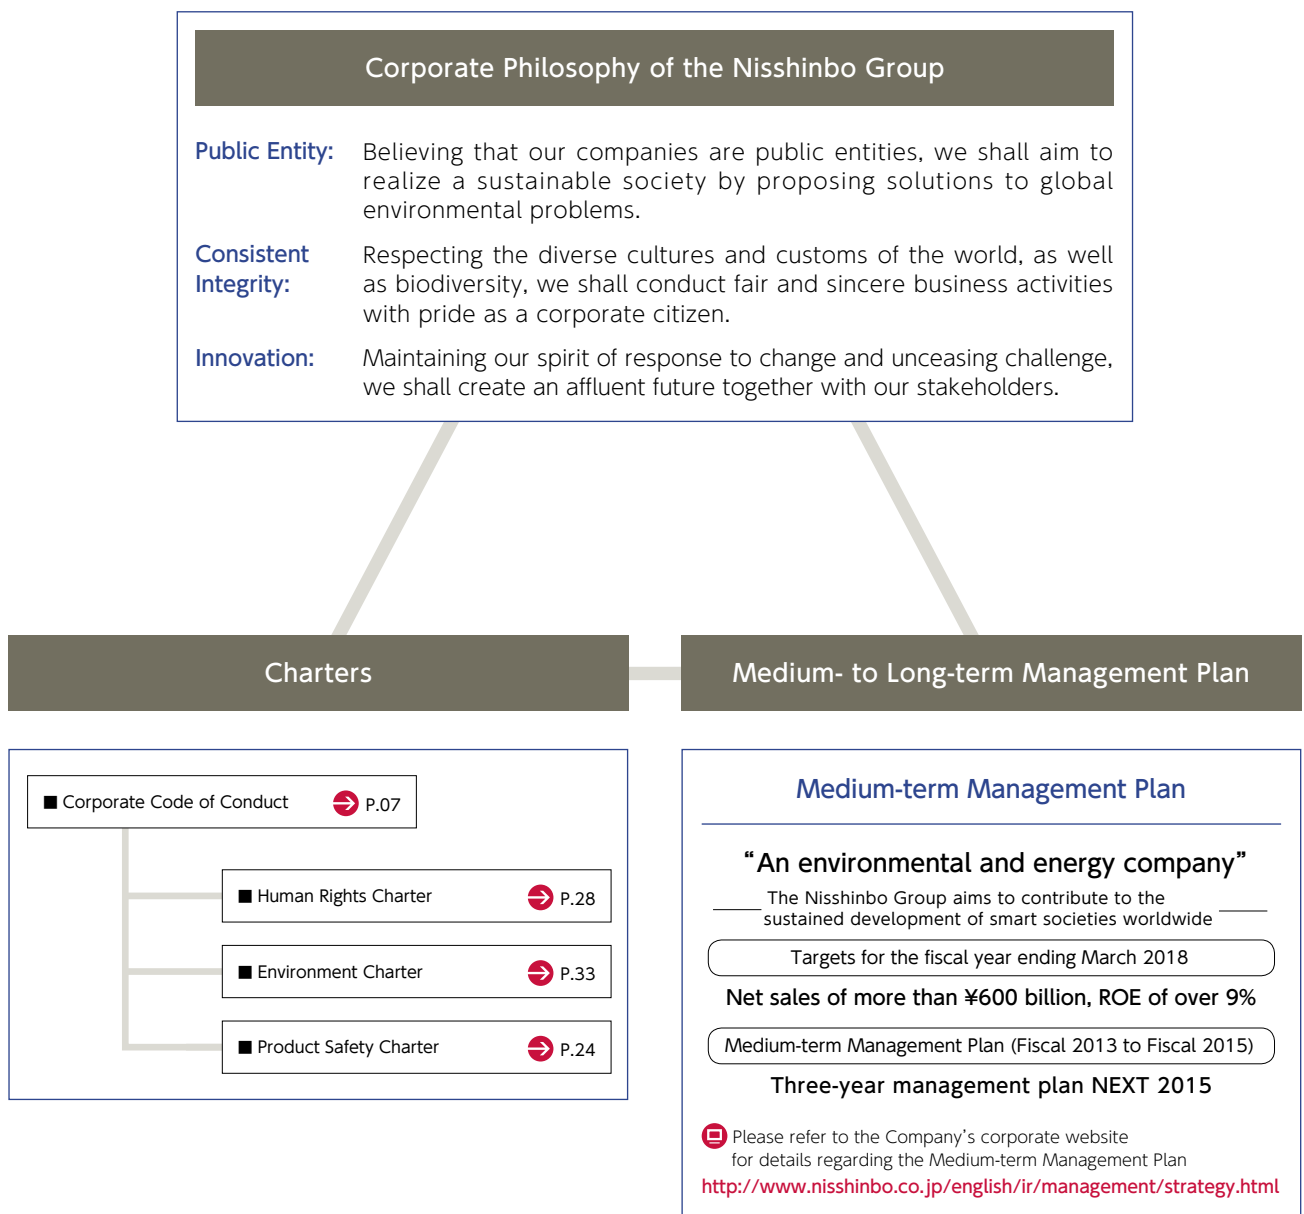 Corporate Philosophy of the Nisshinbo Group
Public Entity: Believing that our companies are public entities, we shall aim to
realize a sustainable society by proposing solutions to global
environmental problems.
Consistent Respecting the diverse cultures and customs of the world, as well
Integrity: as biodiversity, we shall conduct fair and sincere business activities
with pride as a corporate citizen.
Innovation: Maintaining our spirit of response to change and unceasing challenge,
we shall create an affluent future together with our stakeholders.
Charters
■ Corporate Code of Conduct P.07
■ Human Rights Charter P.28
■ Environment Charter P.33
■ Product Safety Charter P.24
Medium- to Long-term Management Plan
Medium-term Management Plan
“An environmental and energy company”
The Nisshinbo Group aims to contribute to the
sustained development of smart societies worldwide
Targets for the fiscal year ending March 2018
Net sales of more than ¥600 billion, ROE of over 9%
Medium-term Management Plan (Fiscal 2013 to Fiscal 2015)
Three-year management plan NEXT 2015
Please refer to the Company’s corporate website
for details regarding the Medium-term Management Plan
http://www.nisshinbo.co.jp/english/ir/management/strategy.html